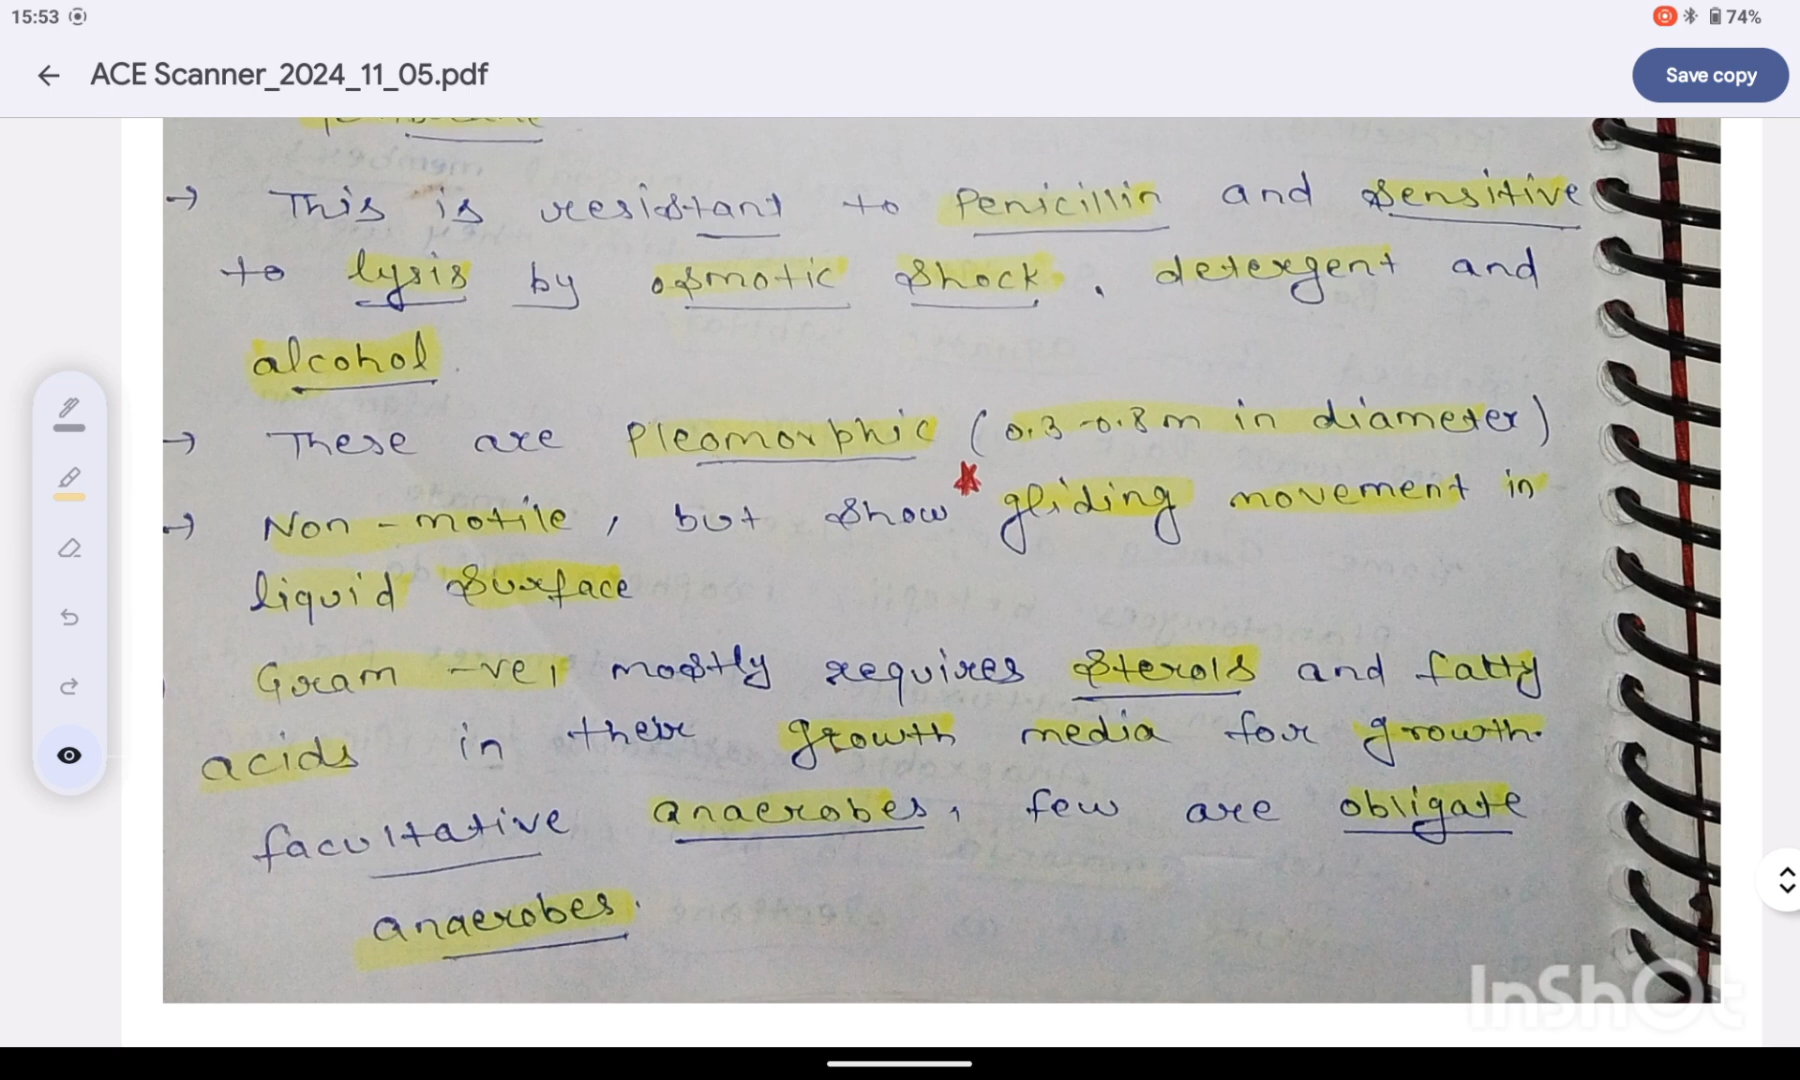 15:53
74%
ACE Scanner_2024_11_05.pdf
Save copy
→ This is resistant to Penicillin and sensitive
to lysis by osmotic shock, detergent and
alcohol.
→ These are Pleomorphic (0.3-0.8m in diameter)
→ Non-motile, but show * gliding movement in
liquid surface
Gram -ve, mostly requires sterols and fatty
acids in their growth media for growth.
facultative anaerobes, few are obligate
anaerobes.
InShOt